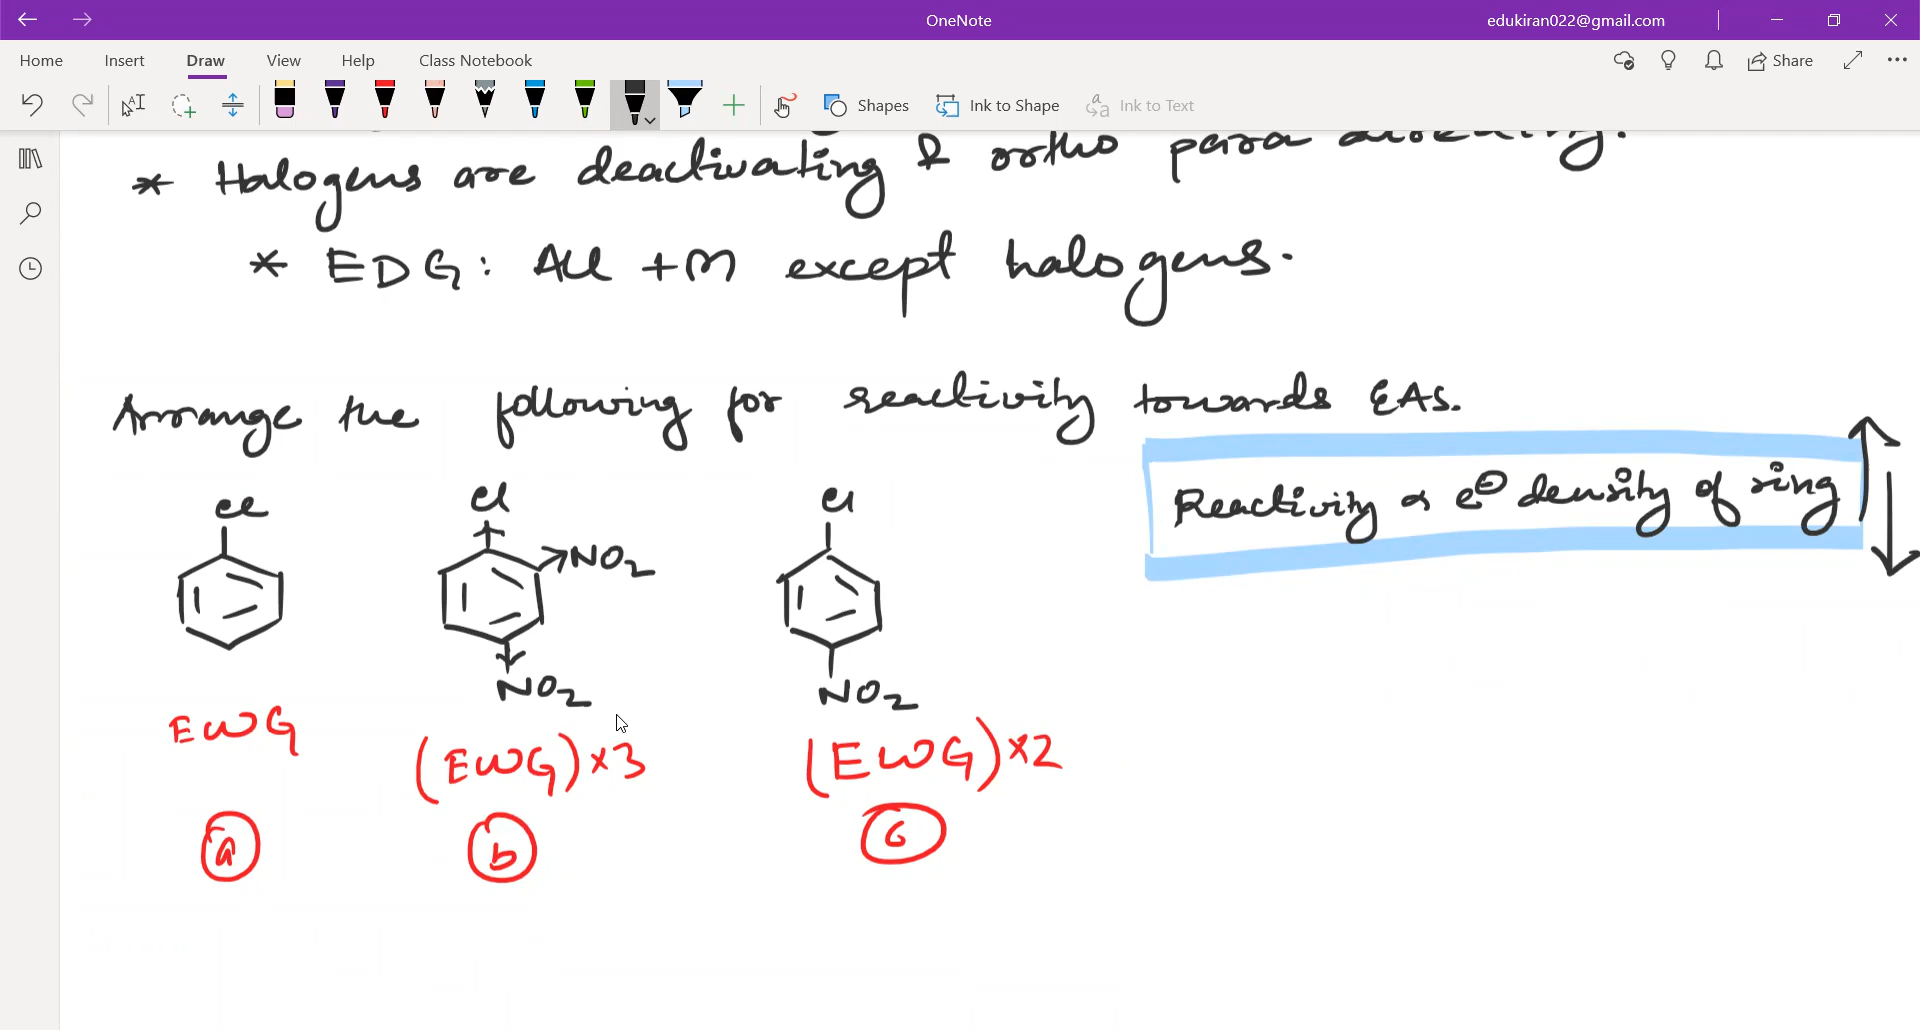 OneNote
edukiran022@gmail.com
Home Insert Draw View Help Class Notebook
Share
Shapes Ink to Shape Ink to Text
* Halogens are deactivating & ortho para directing.
* EDG: All +M except halogens.
Arrange the following for reactivity towards EAS.
Reactivity ∝ e⊖ density of ring
Cl Cl Cl
NO2
NO2 NO2
EWG (EWG)×3 (EWG)×2
a b c